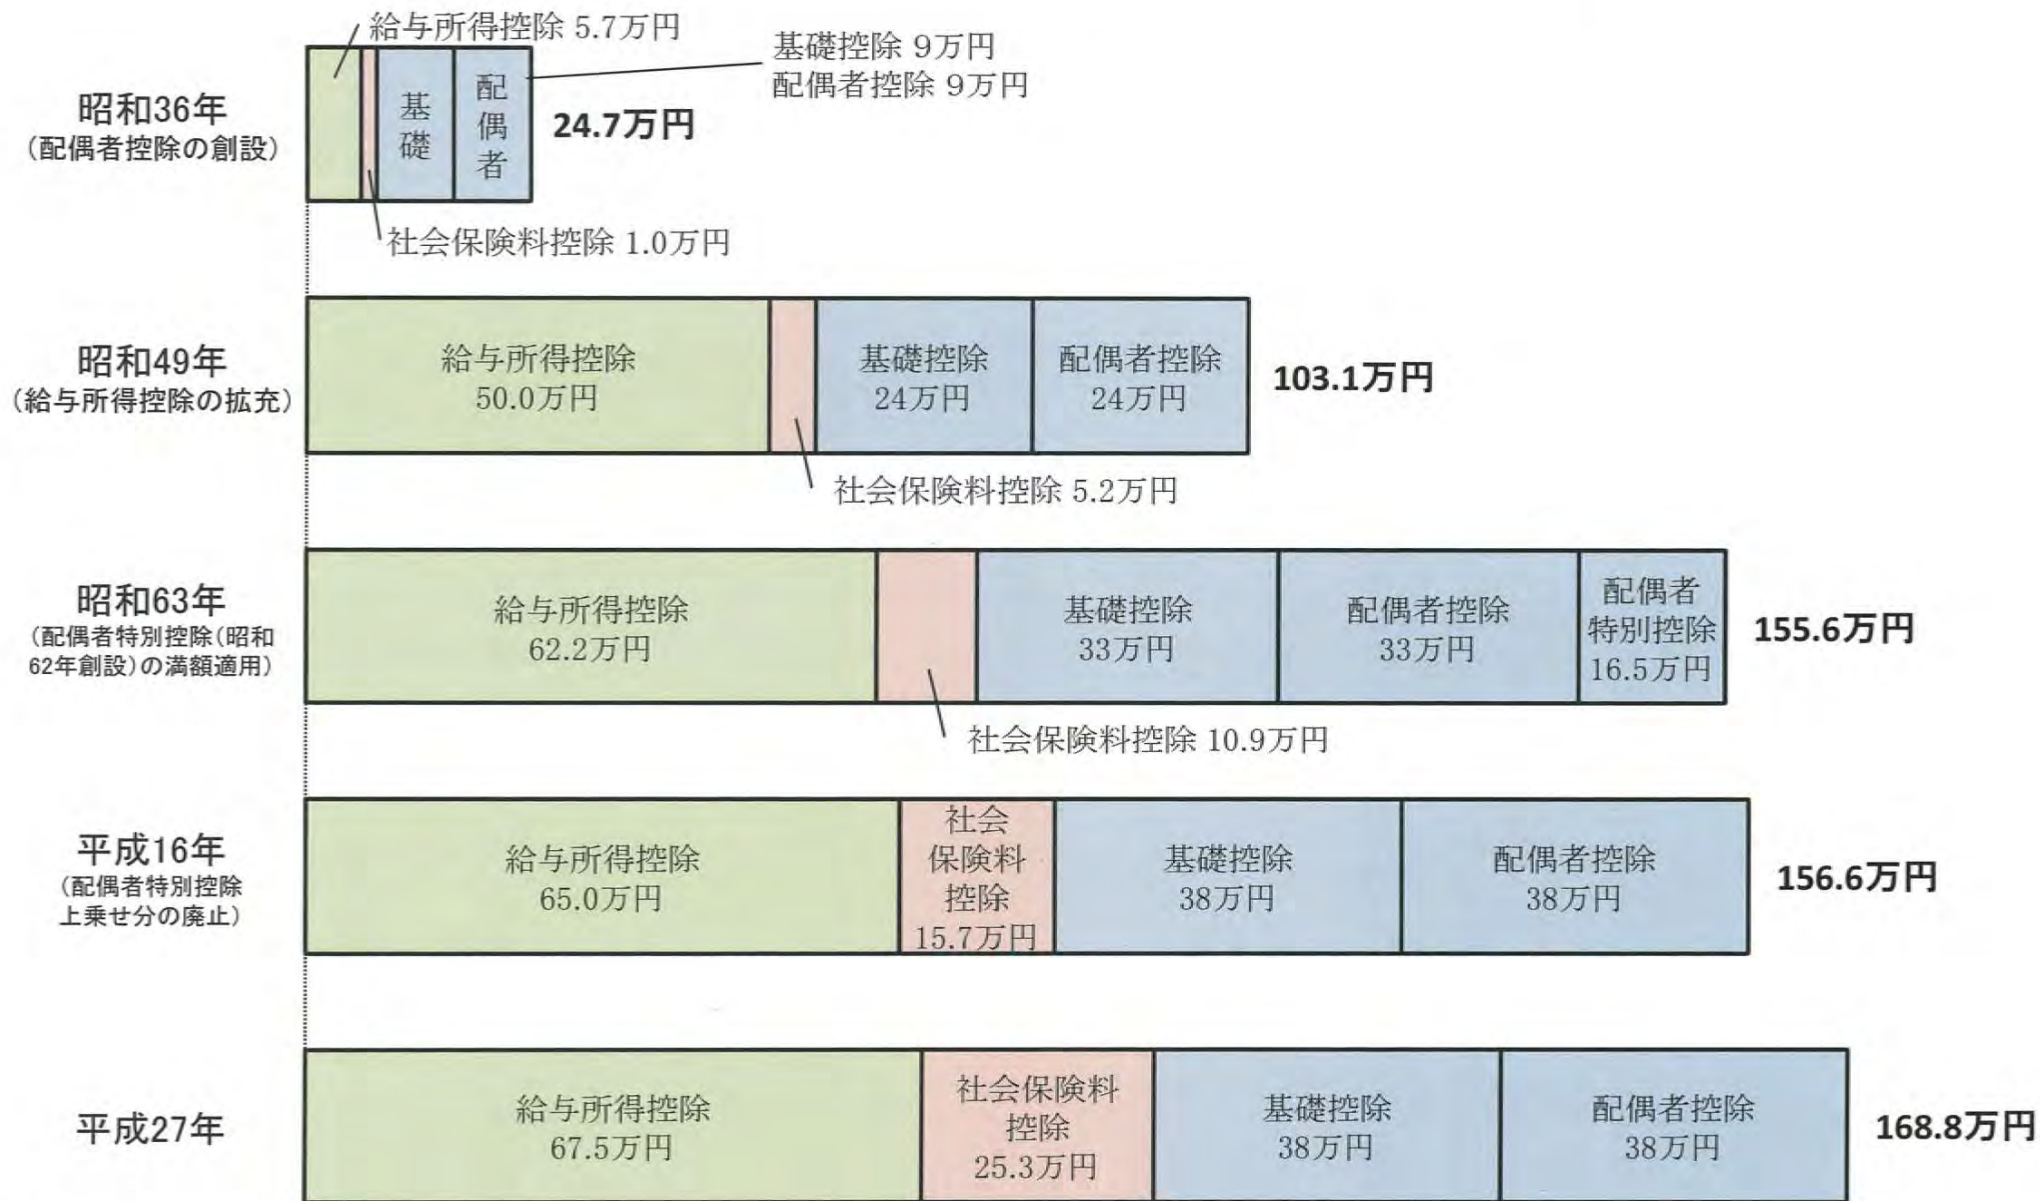 給与所得控除 5.7万円
基礎控除 9万円
配偶者控除 9万円
昭和36年
（配偶者控除の創設）
基礎
配偶者
24.7万円
社会保険料控除 1.0万円
昭和49年
（給与所得控除の拡充）
給与所得控除
50.0万円
基礎控除
24万円
配偶者控除
24万円
103.1万円
社会保険料控除 5.2万円
昭和63年
（配偶者特別控除（昭和
62年創設）の満額適用）
給与所得控除
62.2万円
基礎控除
33万円
配偶者控除
33万円
配偶者
特別控除
16.5万円
155.6万円
社会保険料控除 10.9万円
平成16年
（配偶者特別控除
上乗せ分の廃止）
給与所得控除
65.0万円
社会
保険料
控除
15.7万円
基礎控除
38万円
配偶者控除
38万円
156.6万円
平成27年
給与所得控除
67.5万円
社会保険料
控除
25.3万円
基礎控除
38万円
配偶者控除
38万円
168.8万円